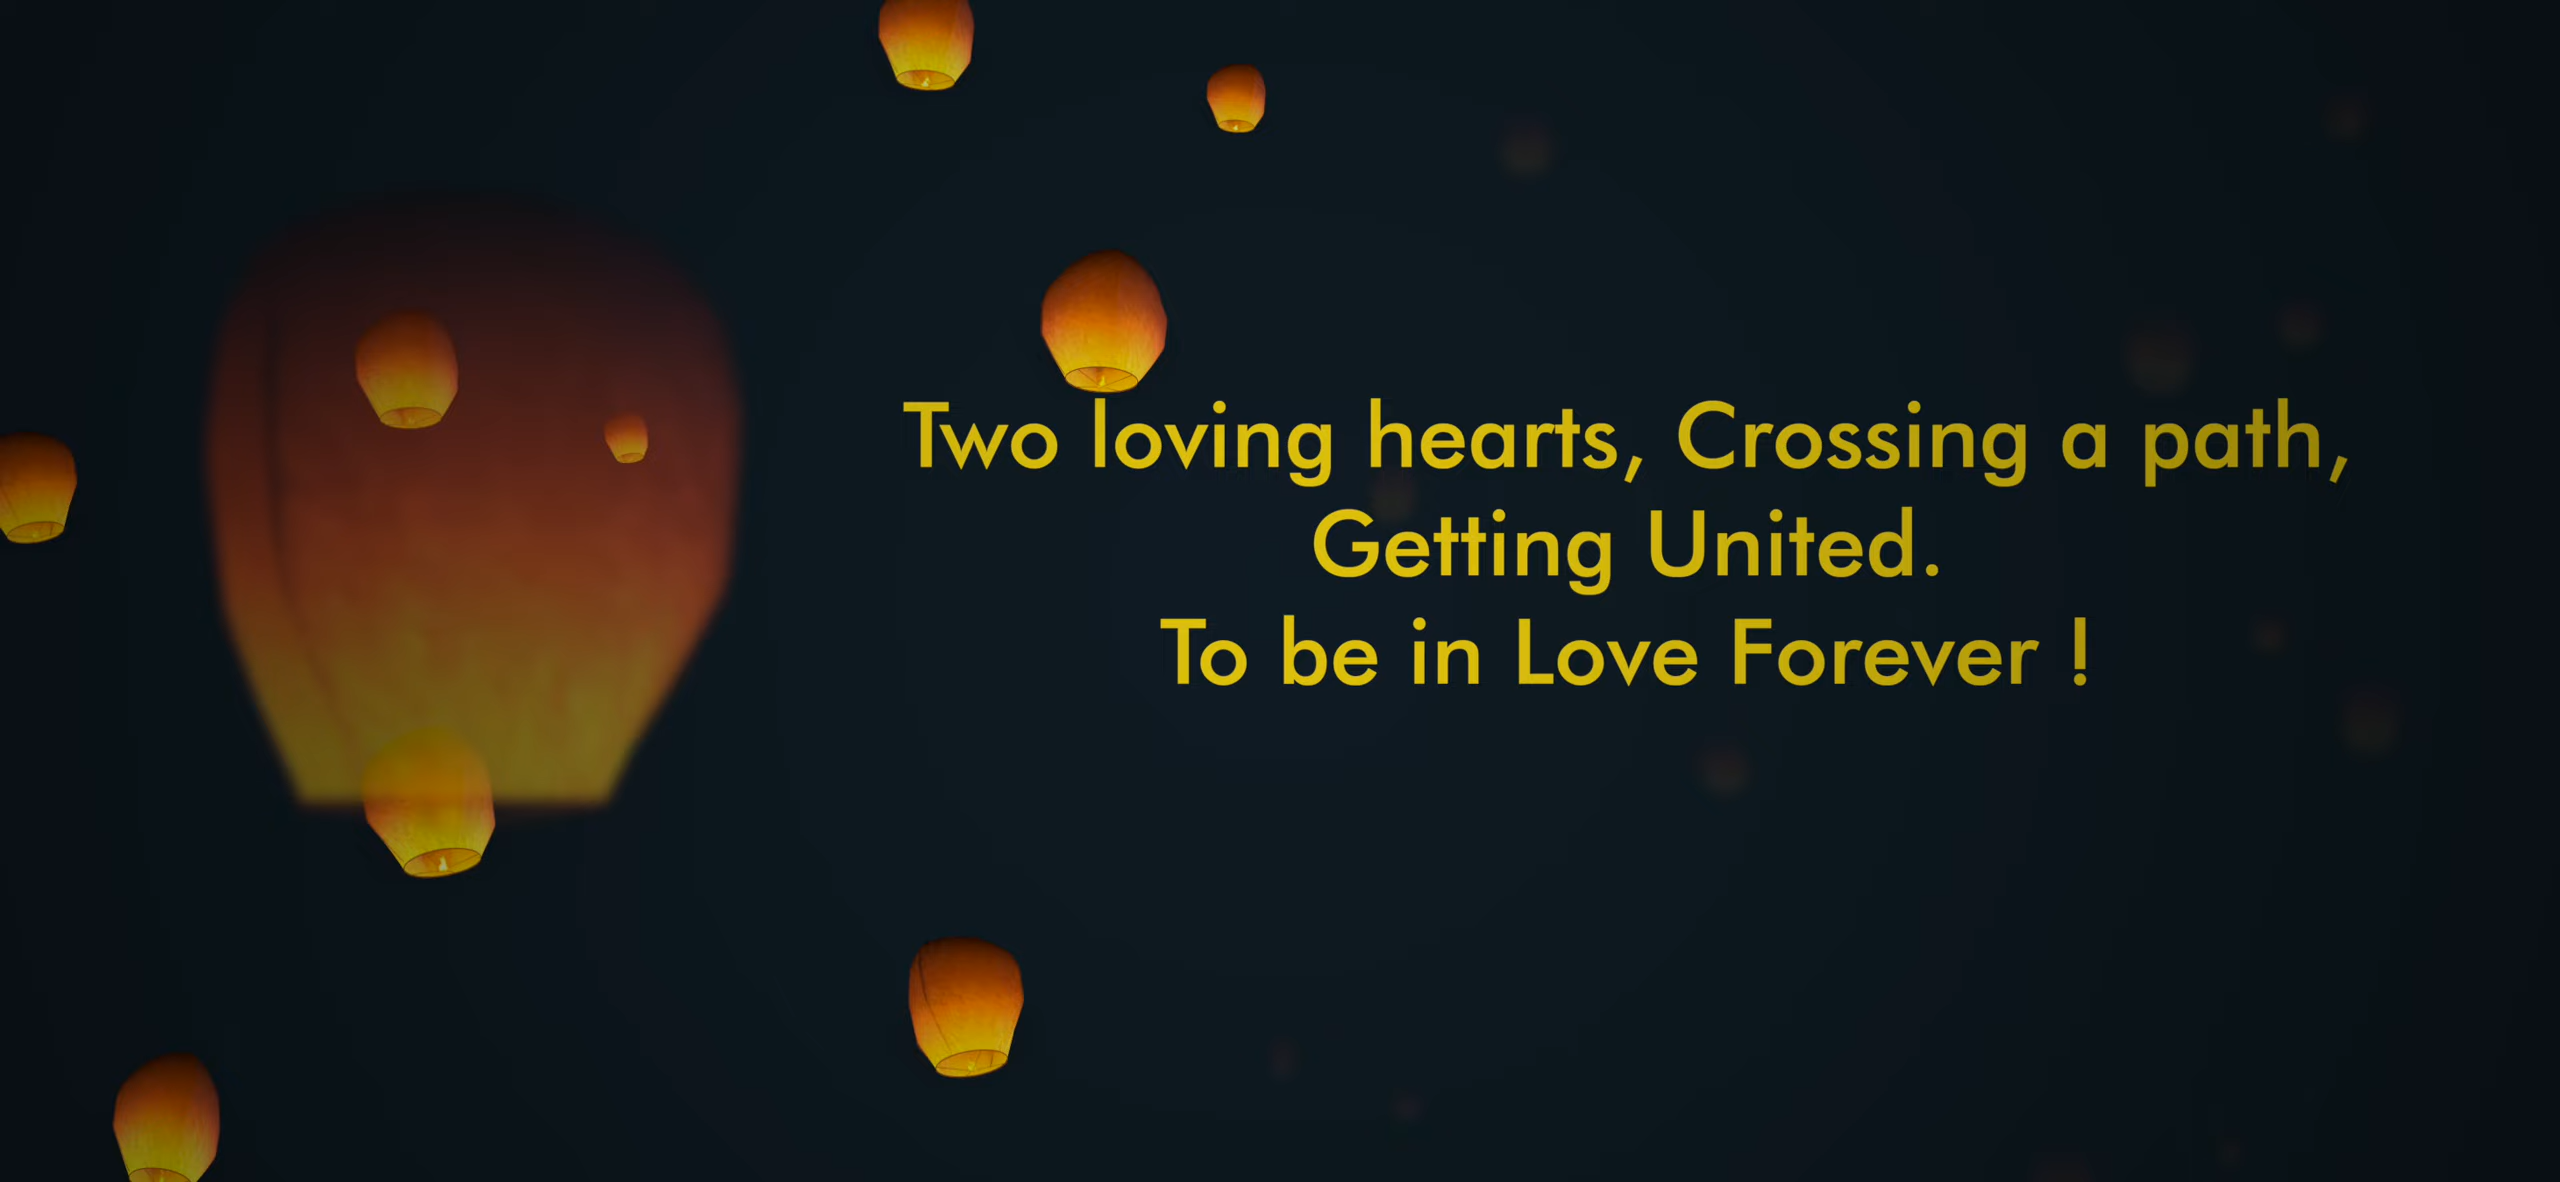 Two loving hearts, Crossing a path,
Getting United.
To be in Love Forever !